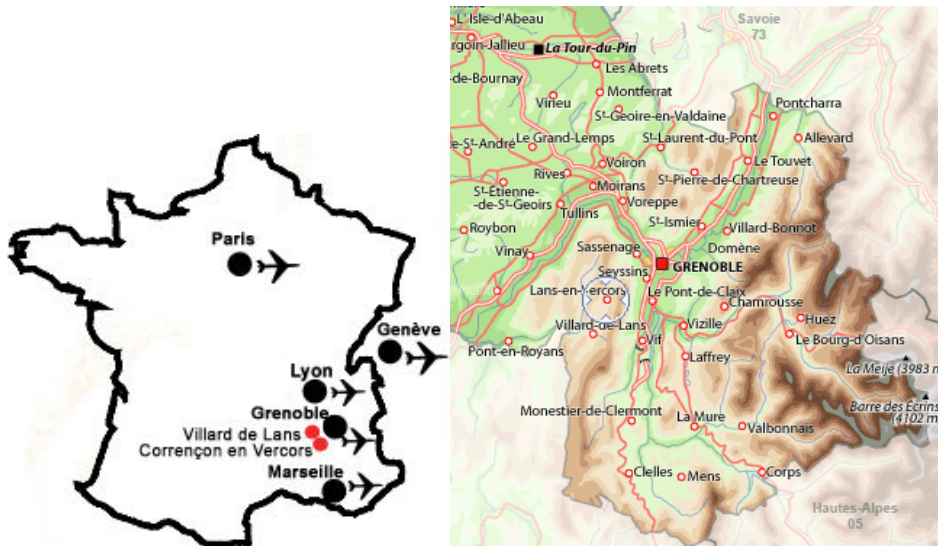 Paris
Genève
Lyon
Grenoble
Villard de Lans
Corrençon en Vercors
Marseille
L'Isle-d'Abeau
Savoie
73
La Tour-du-Pin
Les Abrets
-de-Bournay
Montferrat
Virieu
St-Geoire-en-Valdaine
Pontcharra
Le Grand-Lemps
St-Laurent-du-Pont
Allevard
Voiron
Le Touvet
Rives
St-Pierre-de-Chartreuse
St-Etienne-
-de-St-Geoirs
Moirans
Voreppe
Tullins
St-Ismier
Roybon
Villard-Bonnot
Vinay
Sassenage
Domène
Seyssins
GRENOBLE
Lans-en-Vercors
Le Pont-de-Claix
Chamrousse
Huez
Villard-de-Lans
Vizille
Vif
Le Bourg-d'Oisans
Pont-en-Royans
Laffrey
La Meije (3983 m
Barre des Écrins
(4102 m
Monestier-de-Clermont
La Mure
Valbonnais
Clelles
Mens
Corps
Hautes-Alpes
05